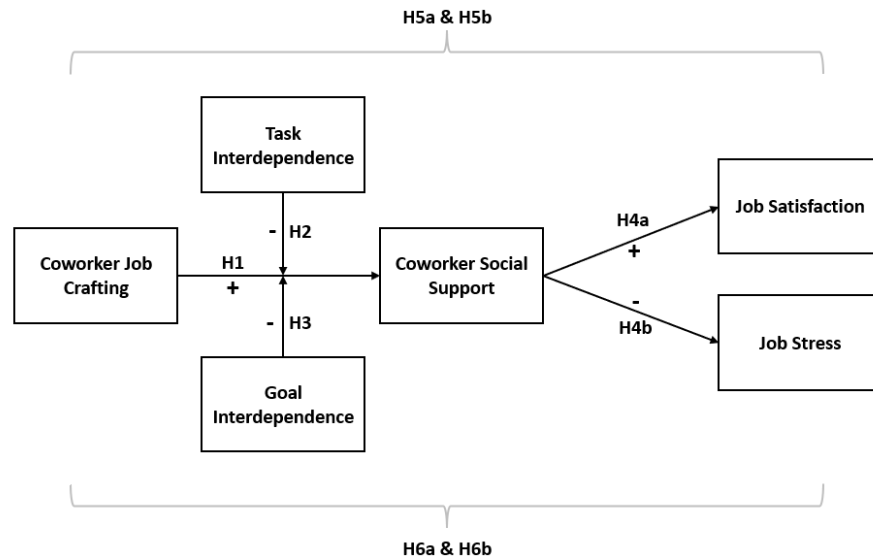 H5a & H5b
Task
Interdependence
- H2
Coworker Job
Crafting
H1
+
Coworker Social
Support
H4a
+
Job Satisfaction
- H3
-
H4b
Job Stress
Goal
Interdependence
H6a & H6b